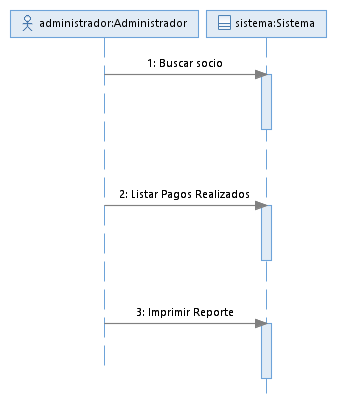 administrador:Administrador
sistema:Sistema
1: Buscar socio
2: Listar Pagos Realizados
3: Imprimir Reporte